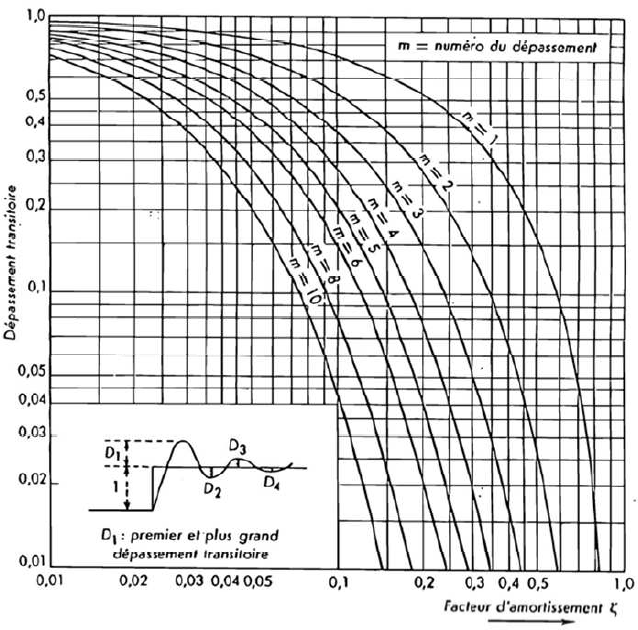 1,0
m = numéro du dépassement
0,5
0,4
0,3
0,2
0,1
0,05
0,04
0,03
0,02
0,01
Dépassement transitoire
m = 1
m = 2
m = 3
m = 4
m = 5
m = 6
m = 8
m = 10
D1
1
D2
D3
D4
D1 : premier et plus grand
dépassement transitoire
0,01 0,02 0,03 0,04 0,05 0,1 0,2 0,3 0,4 0,5 1,0
Facteur d'amortissement ζ